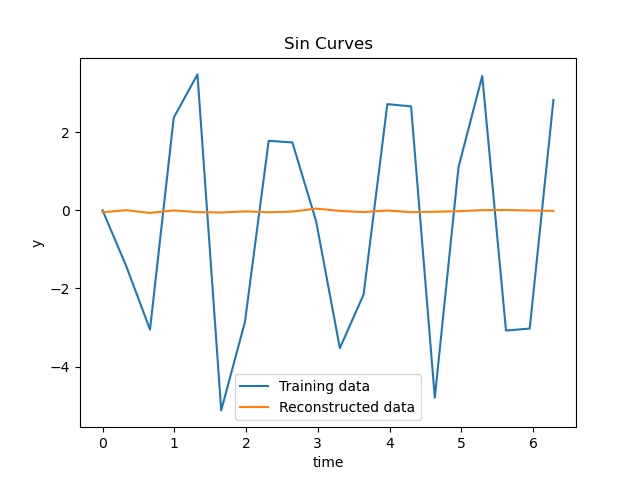 Sin Curves
y
2
0
−2
−4
Training data
Reconstructed data
0 1 2 3 4 5 6
time